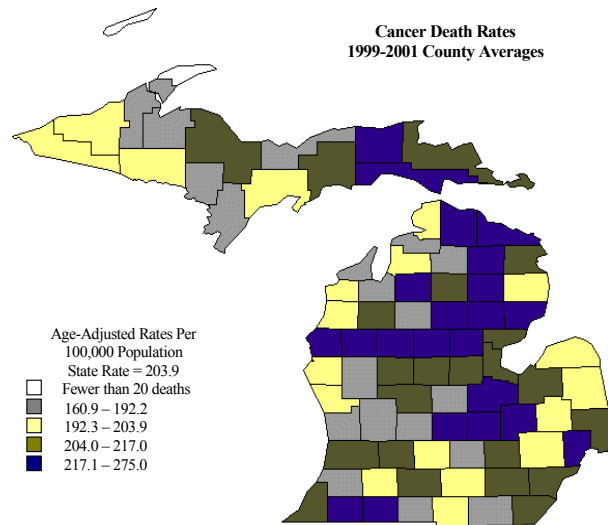 Cancer Death Rates
1999-2001 County Averages
Age-Adjusted Rates Per
100,000 Population
State Rate = 203.9
Fewer than 20 deaths
160.9 – 192.2
192.3 – 203.9
204.0 – 217.0
217.1 – 275.0